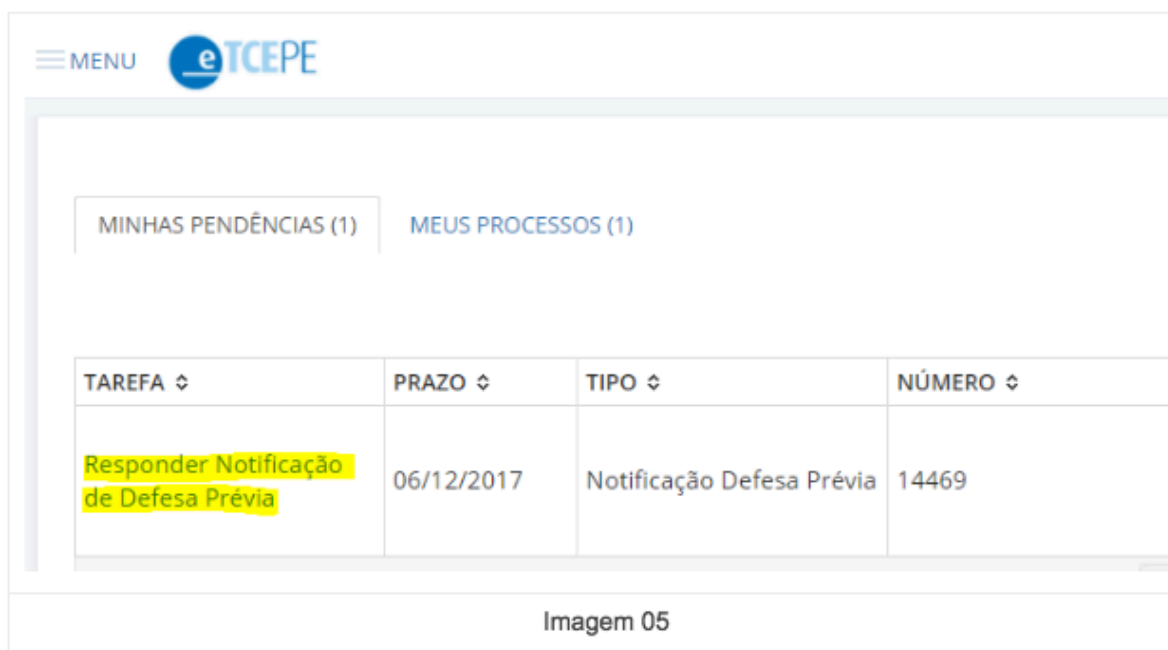 MENU eTCEPE
MINHAS PENDÊNCIAS (1) MEUS PROCESSOS (1)
TAREFA PRAZO TIPO NÚMERO
Responder Notificação
de Defesa Prévia
06/12/2017 Notificação Defesa Prévia 14469
Imagem 05